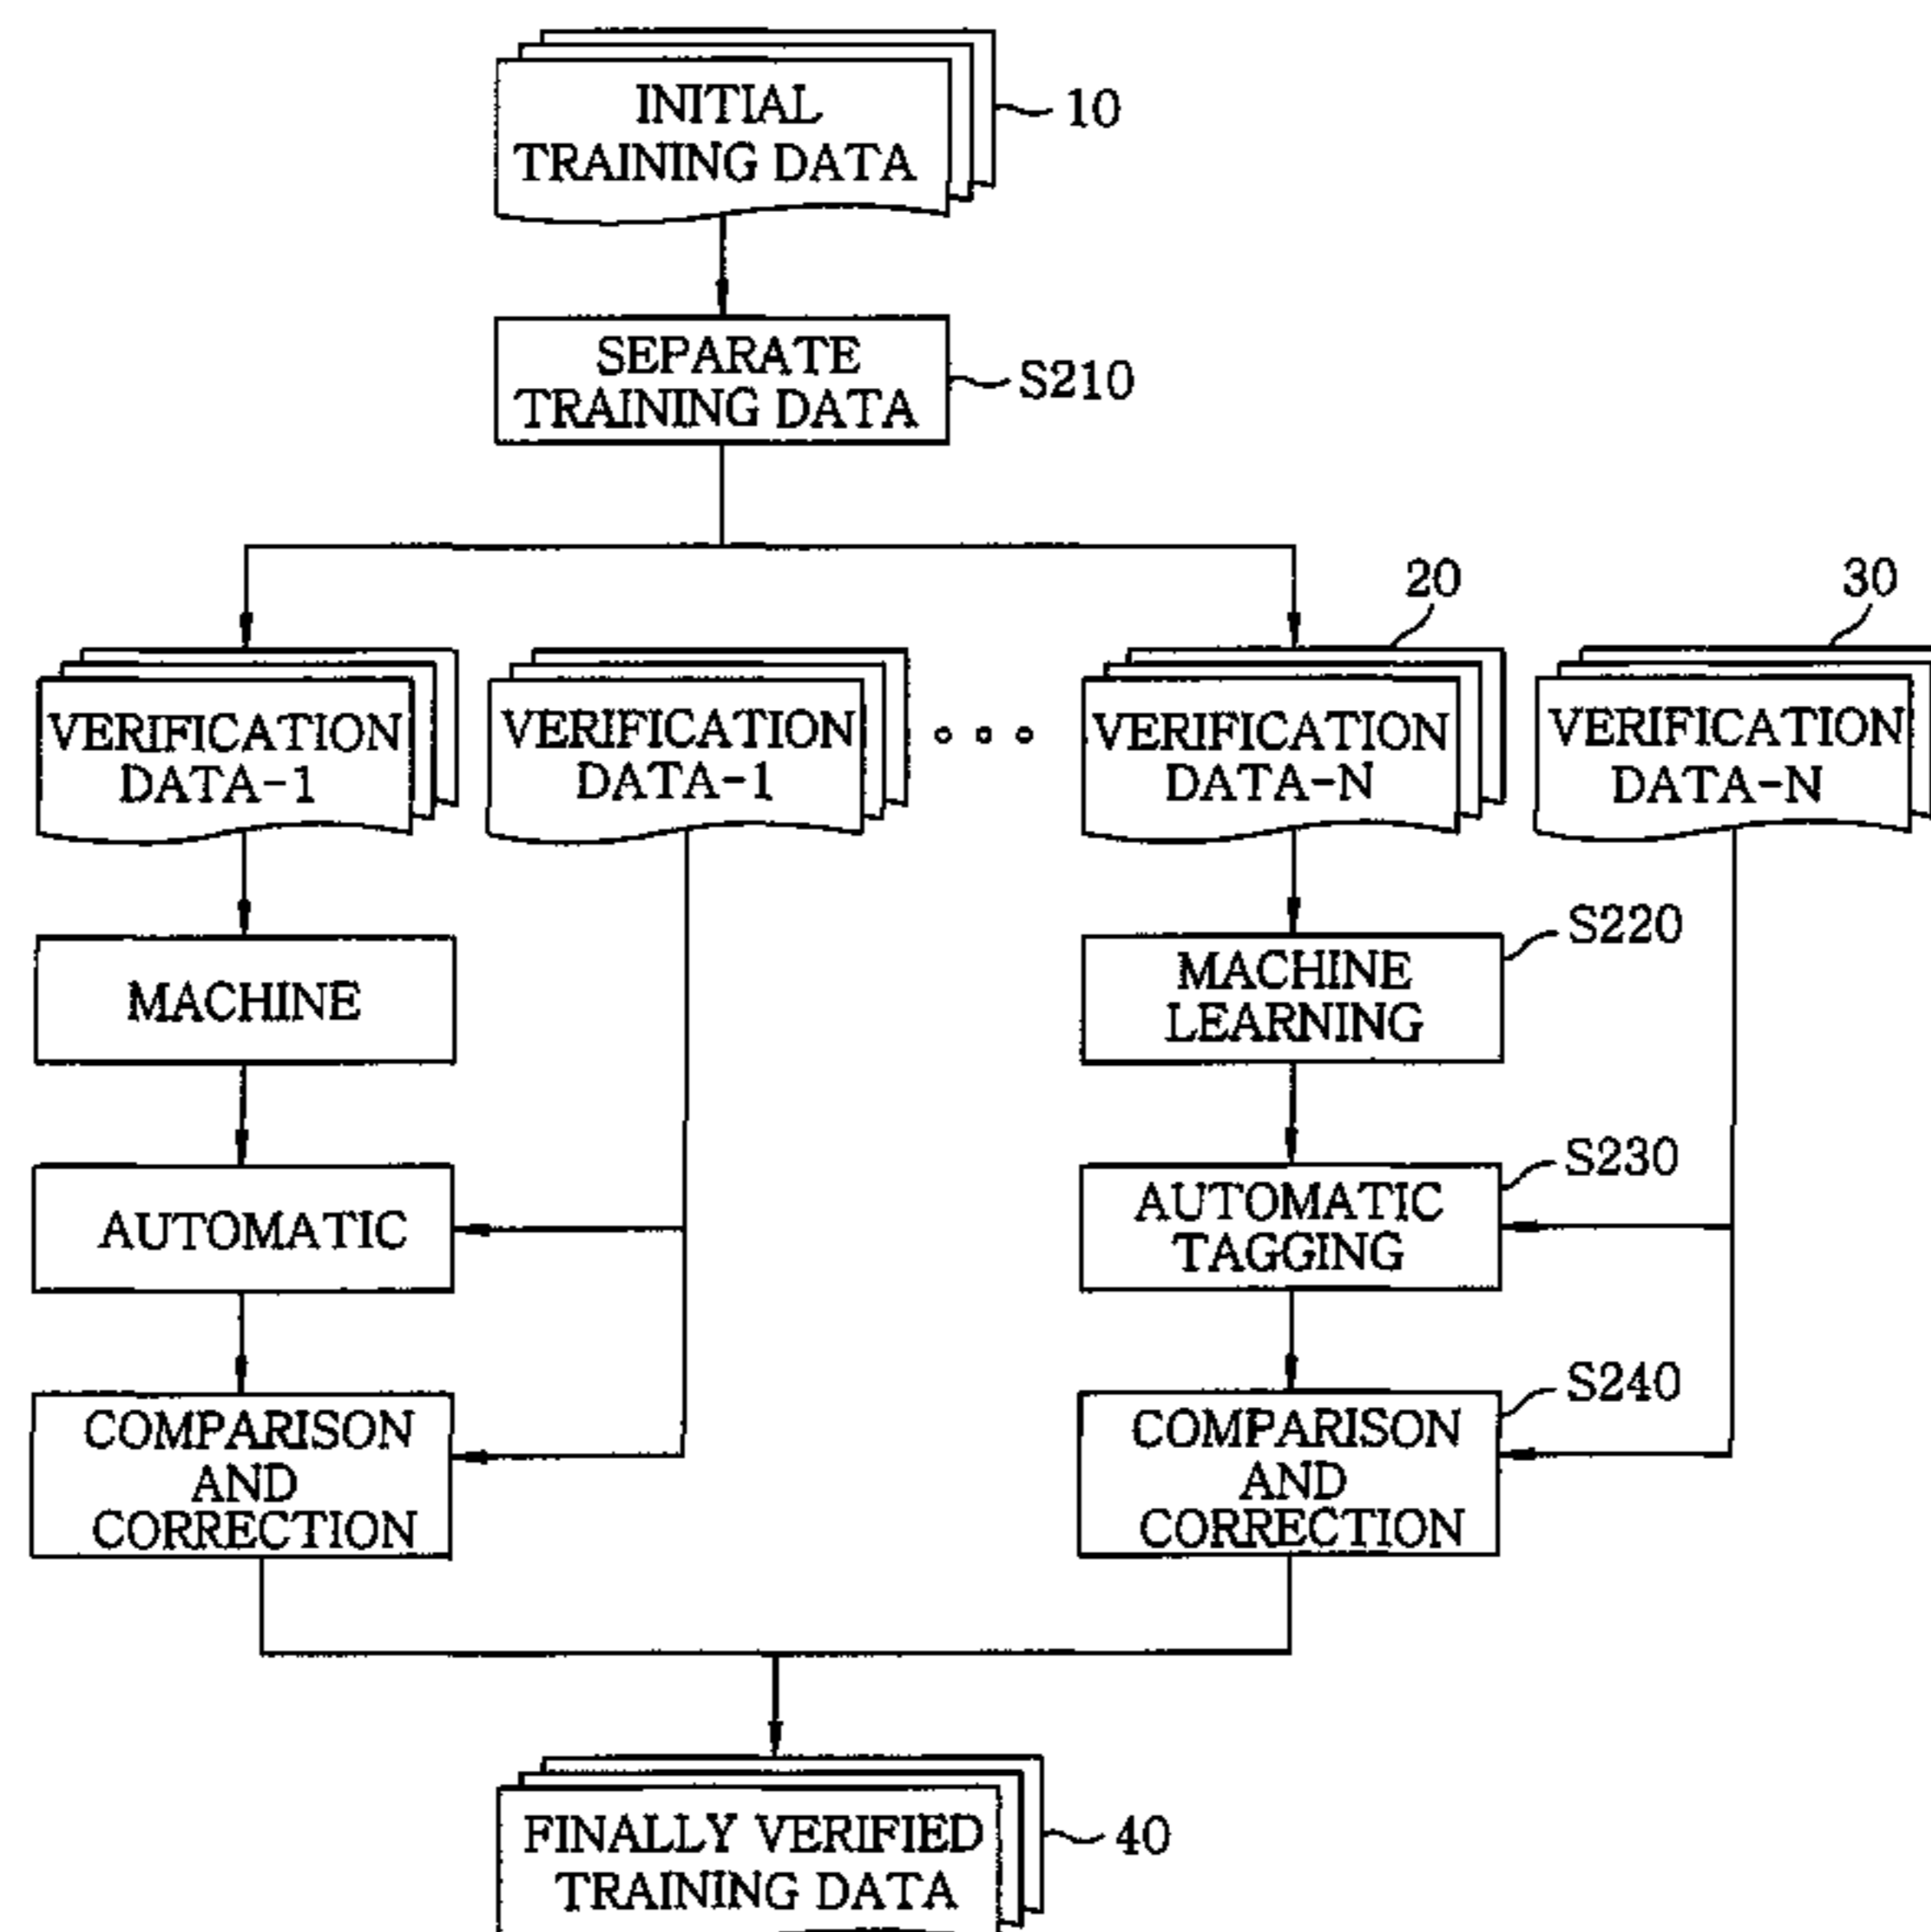 INITIAL
TRAINING DATA
10
SEPARATE
TRAINING DATA
S210
20
30
VERIFICATION
DATA-1
VERIFICATION
DATA-1
VERIFICATION
DATA-N
VERIFICATION
DATA-N
MACHINE
MACHINE
LEARNING
S220
AUTOMATIC
AUTOMATIC
TAGGING
S230
COMPARISON
AND
CORRECTION
COMPARISON
AND
CORRECTION
S240
FINALLY VERIFIED
TRAINING DATA
40